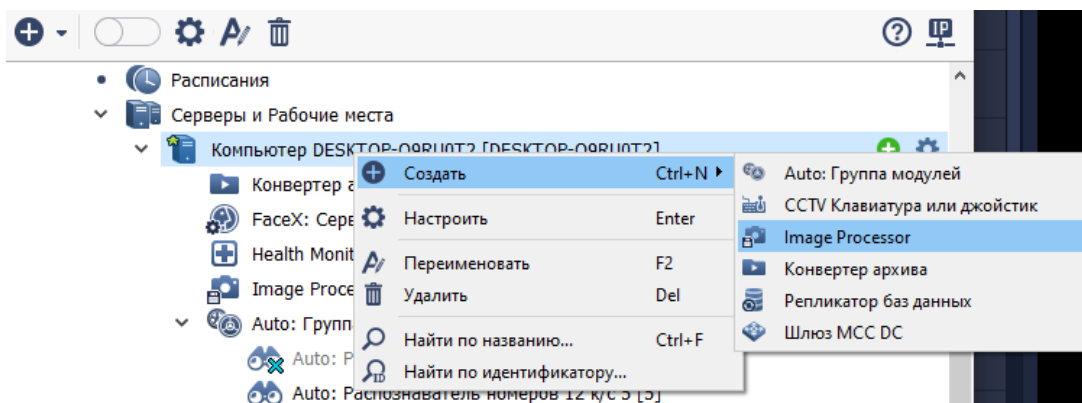 IP
Расписания
Серверы и Рабочие места
Компьютер DESKTOP-O9RU0T2 [DESKTOP-O9RU0T2]
Конвертер а
FaceX: Серв
Health Monit
Image Proce
Auto: Групп
Auto: Р
Auto: Распознаватель номеров 12 к/с 5 [5]
Создать Ctrl+N
Настроить Enter
Переименовать F2
Удалить Del
Найти по названию... Ctrl+F
Найти по идентификатору...
Auto: Группа модулей
CCTV Клавиатура или джойстик
Image Processor
Конвертер архива
Репликатор баз данных
Шлюз MCC DC